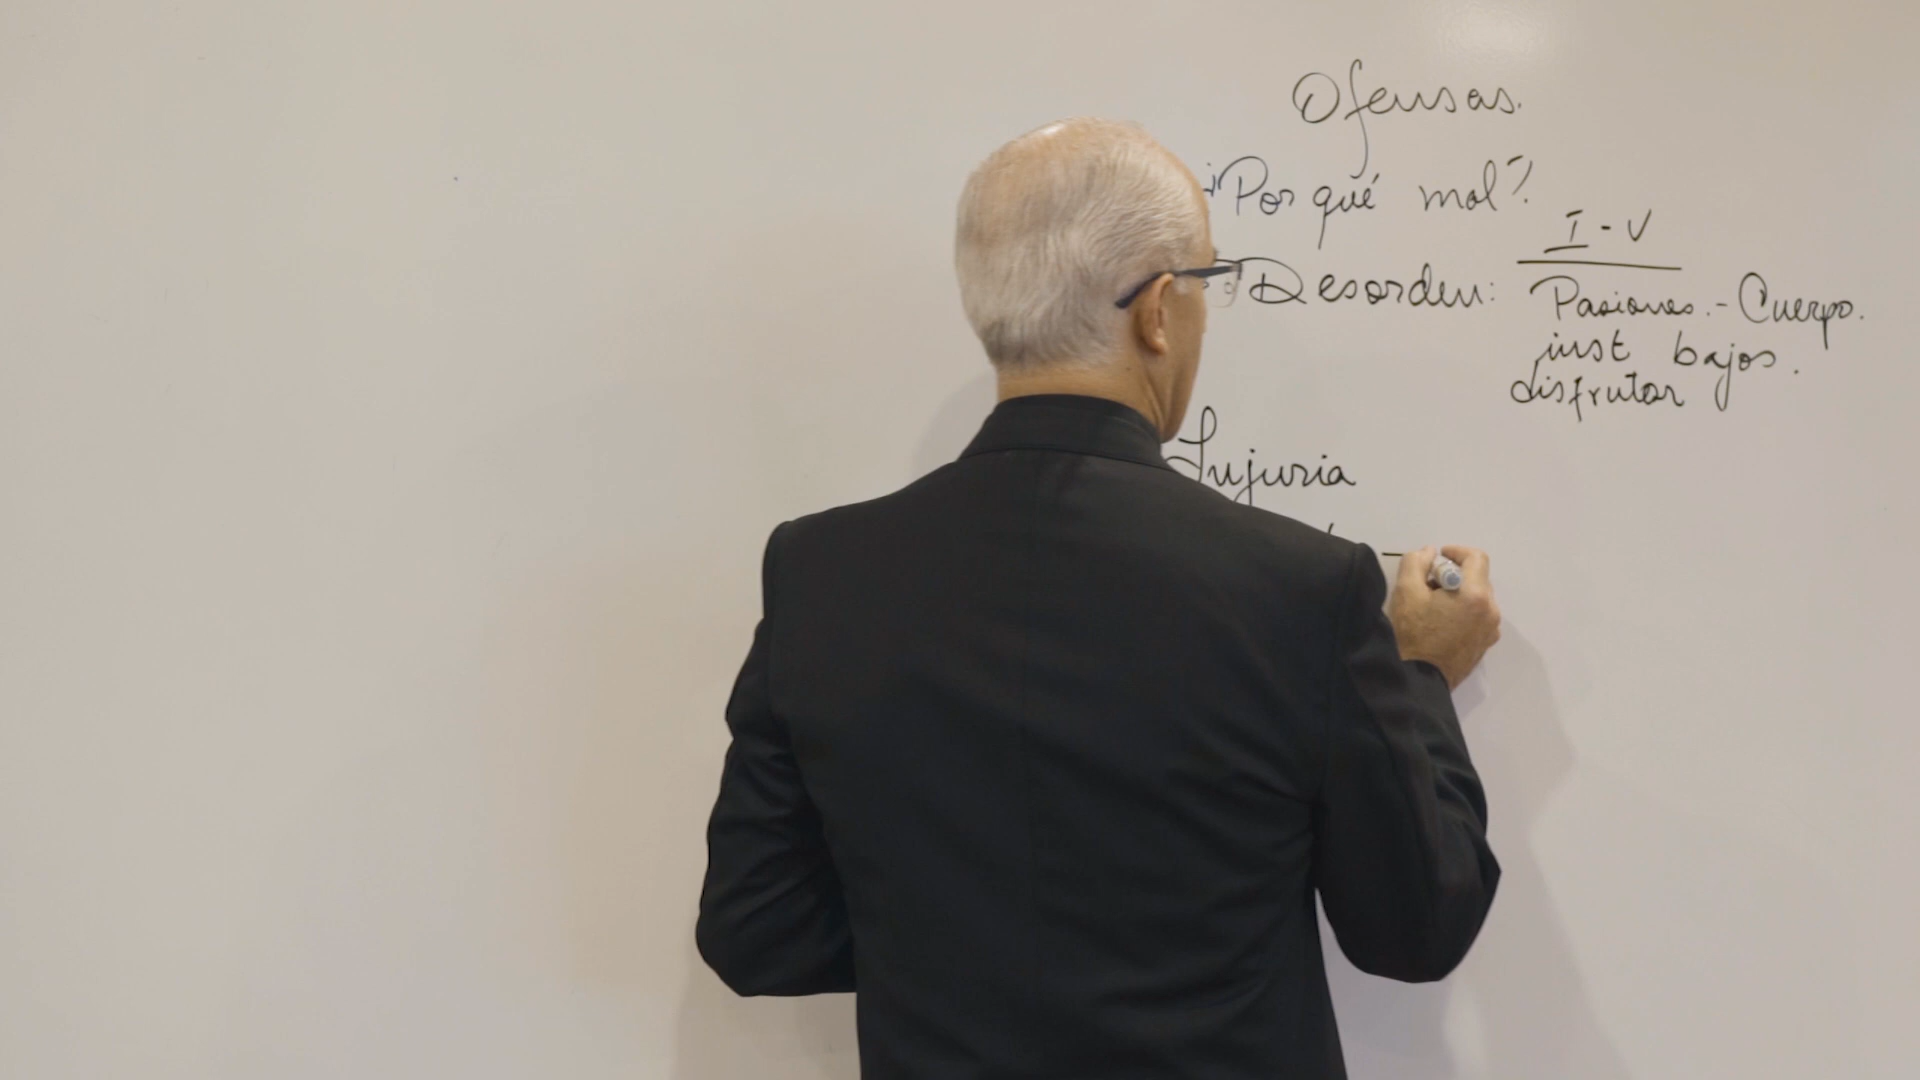 Ofensas.
¿Por qué mal?
I - V
Desorden: Pasiones. - Cuerpo.
inst bajos.
disfrutar
Lujuria